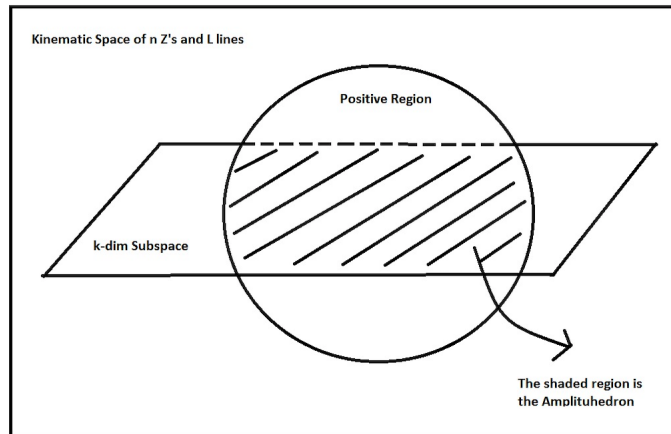 Kinematic Space of n Z's and L lines
Positive Region
k-dim Subspace
The shaded region is
the Amplituhedron